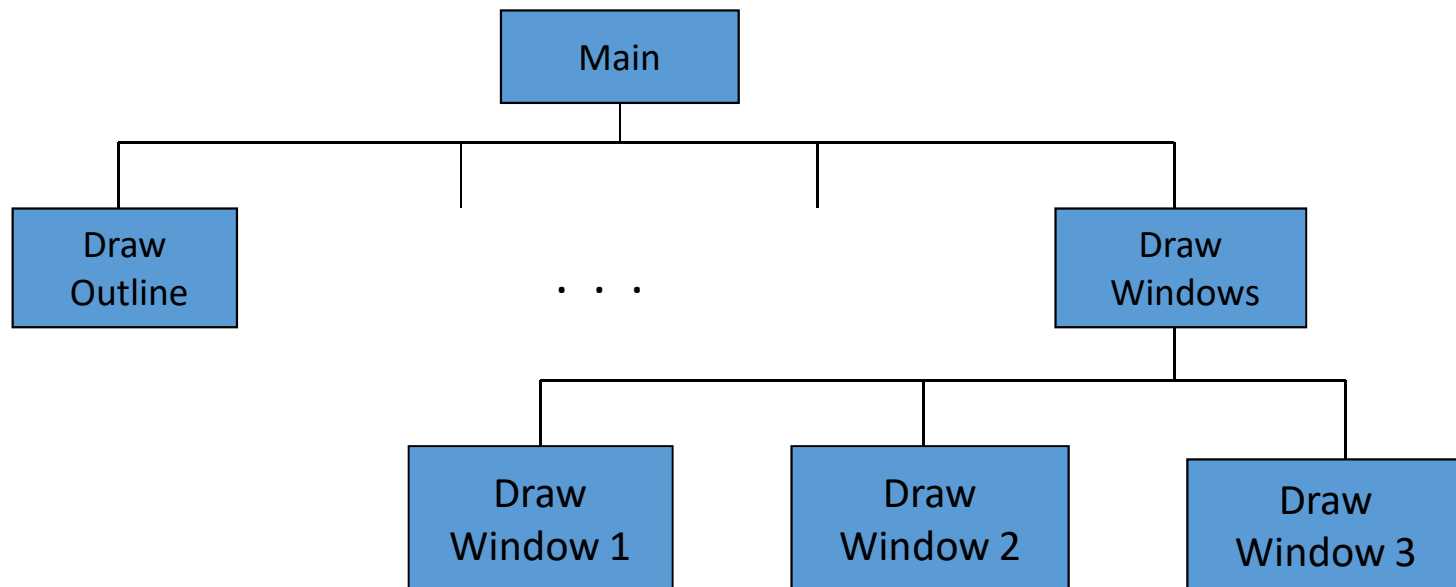 Main
Draw
Outline
. . .
Draw
Windows
Draw
Window 1
Draw
Window 2
Draw
Window 3